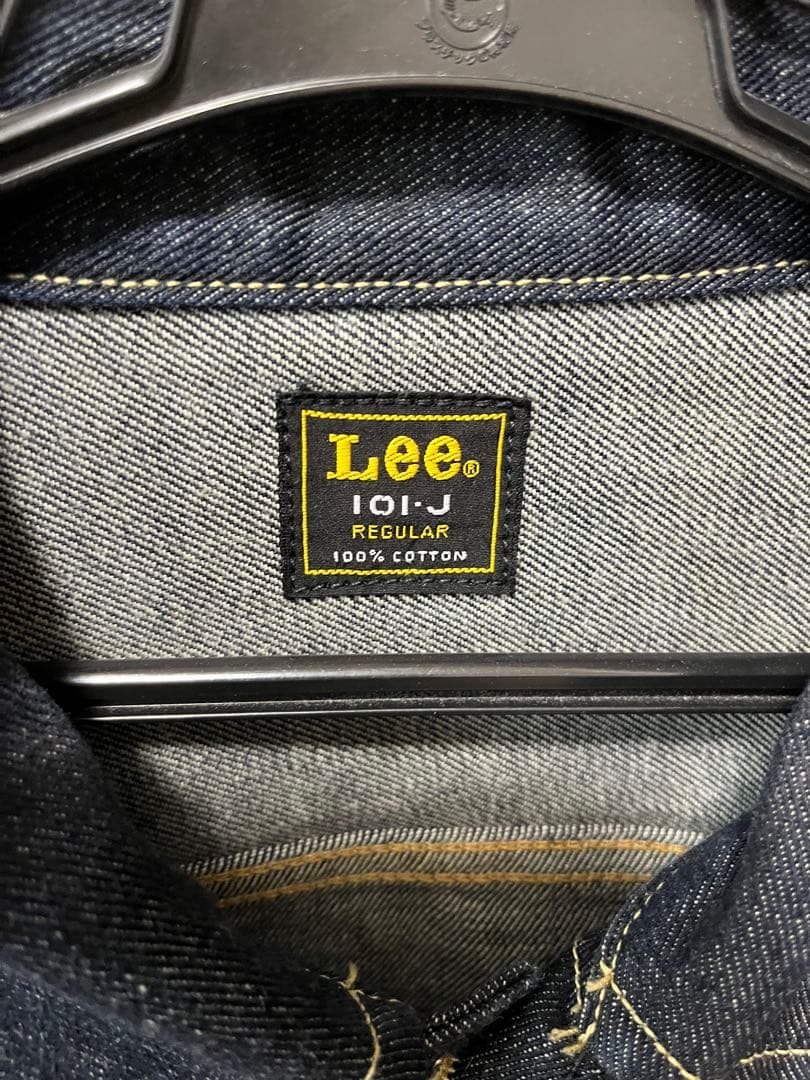 Lee®
101-J
REGULAR
100% COTTON